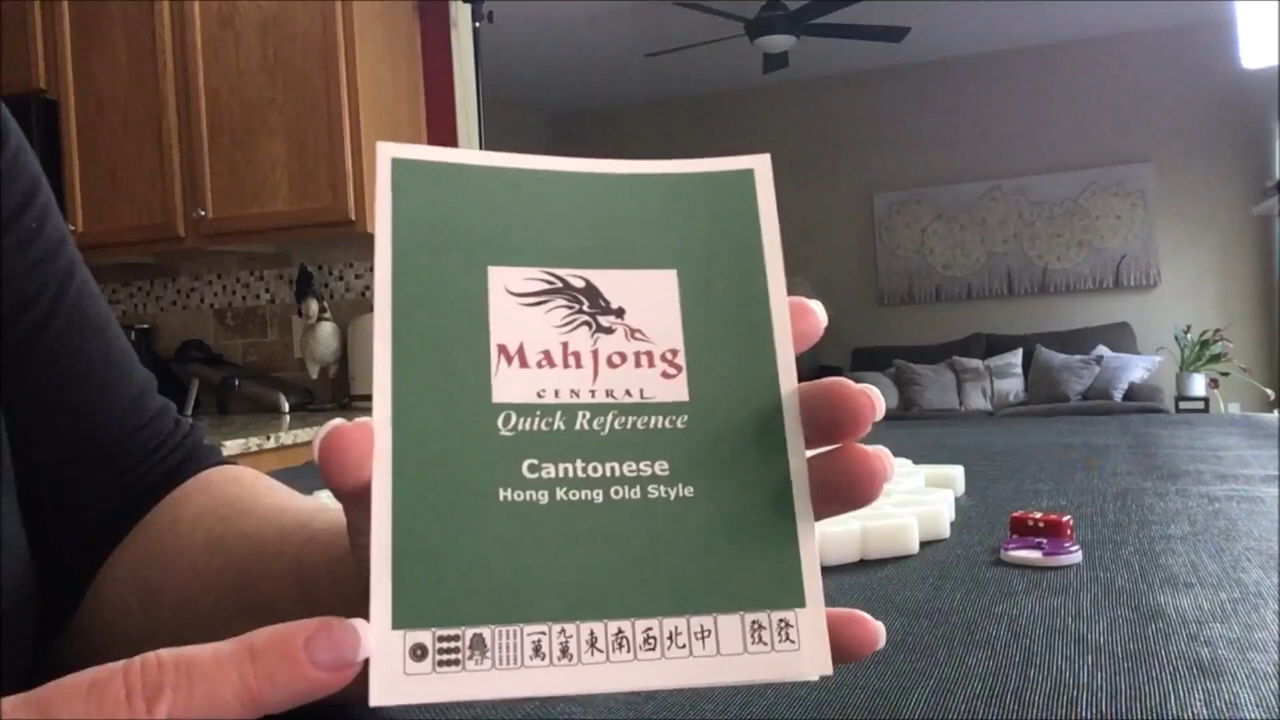 Mahjong
CENTRAL
Quick Reference
Cantonese
Hong Kong Old Style
一萬 九萬 東 南 西 北 中 發 發